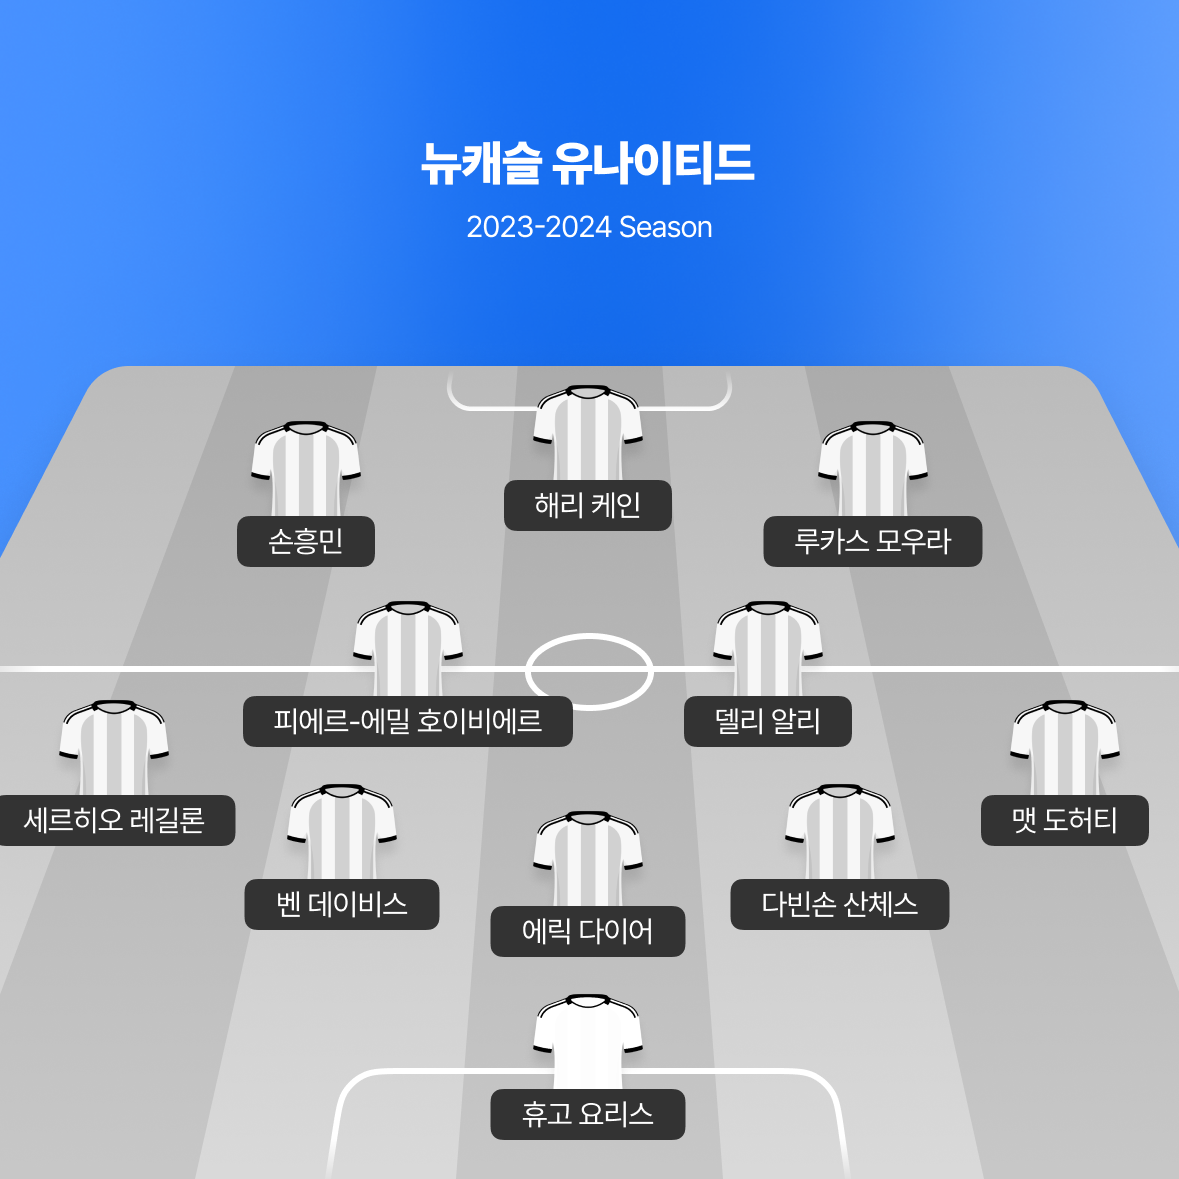 뉴캐슬 유나이티드
2023-2024 Season
해리 케인
손흥민
루카스 모우라
피에르-에밀 호이비에르
델리 알리
세르히오 레길론
맷 도허티
벤 데이비스
다빈손 산체스
에릭 다이어
휴고 요리스